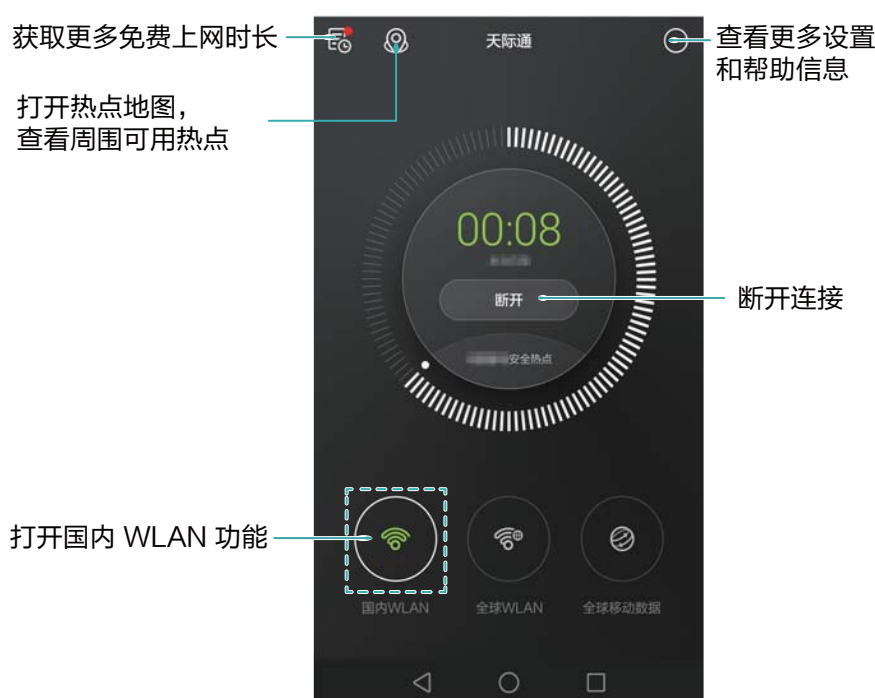 获取更多免费上网时长
天际通
查看更多设置
和帮助信息
打开热点地图，
查看周围可用热点
00:08
断开
断开连接
安全热点
打开国内 WLAN 功能
国内WLAN
全球WLAN
全球移动数据